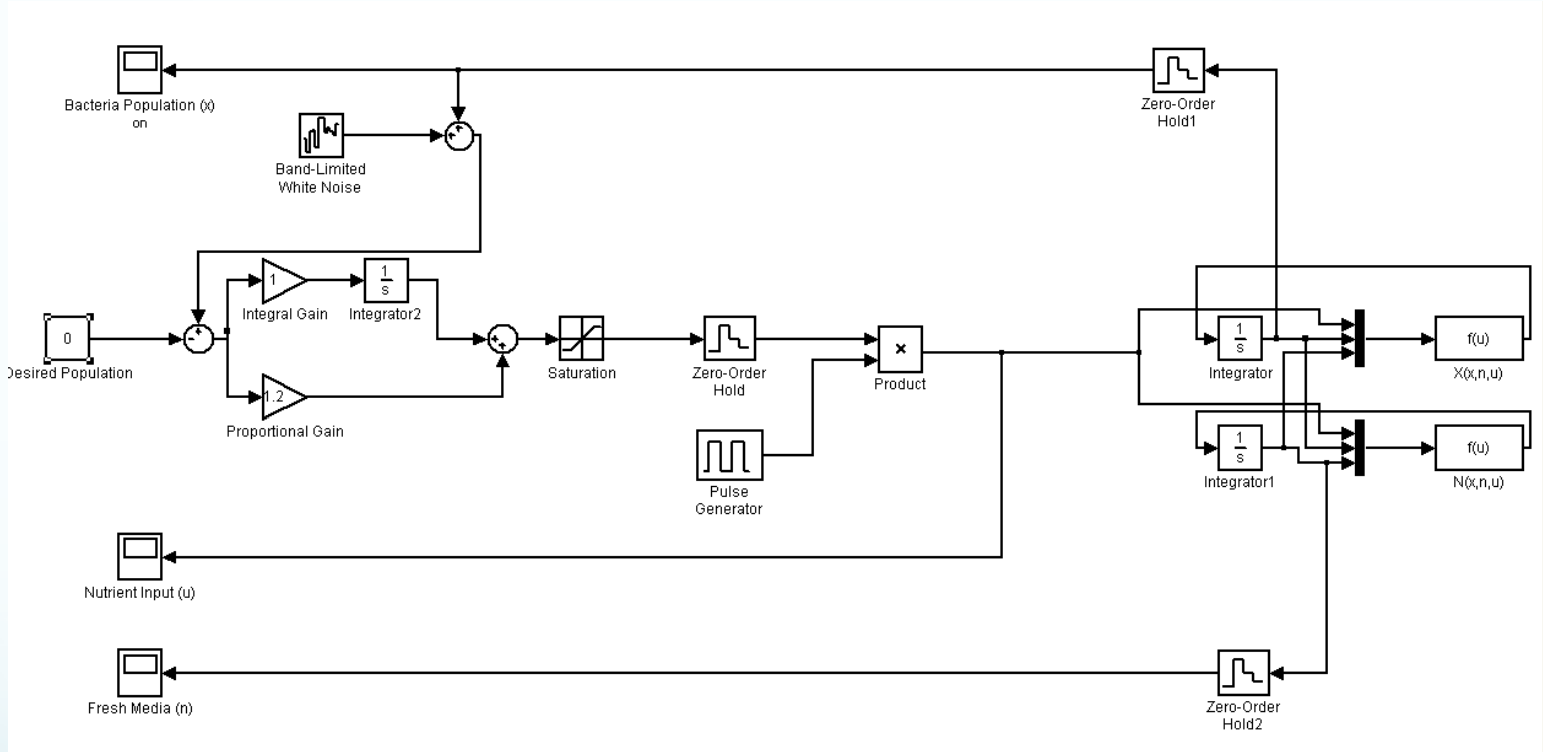 Bacteria Population (x)
on
Zero-Order
Hold1
Band-Limited
White Noise
1
1
s
Integral Gain
Integrator2
0
Desired Population
Saturation
Zero-Order
Hold
×
Product
1
s
Integrator
f(u)
X(x,n,u)
1.2
Proportional Gain
Pulse
Generator
1
s
Integrator1
f(u)
N(x,n,u)
Nutrient Input (u)
Fresh Media (n)
Zero-Order
Hold2